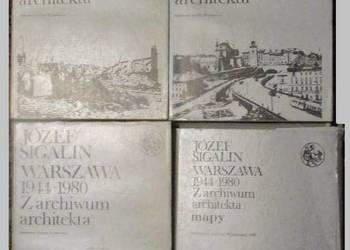 architekta
architekta
JÓZEF
SIGALIN
WARSZAWA
1944-1980
Z archiwum
architekta
JÓZEF
SIGALIN
WARSZAWA
1944-1980
Z archiwum
architekta
mapy